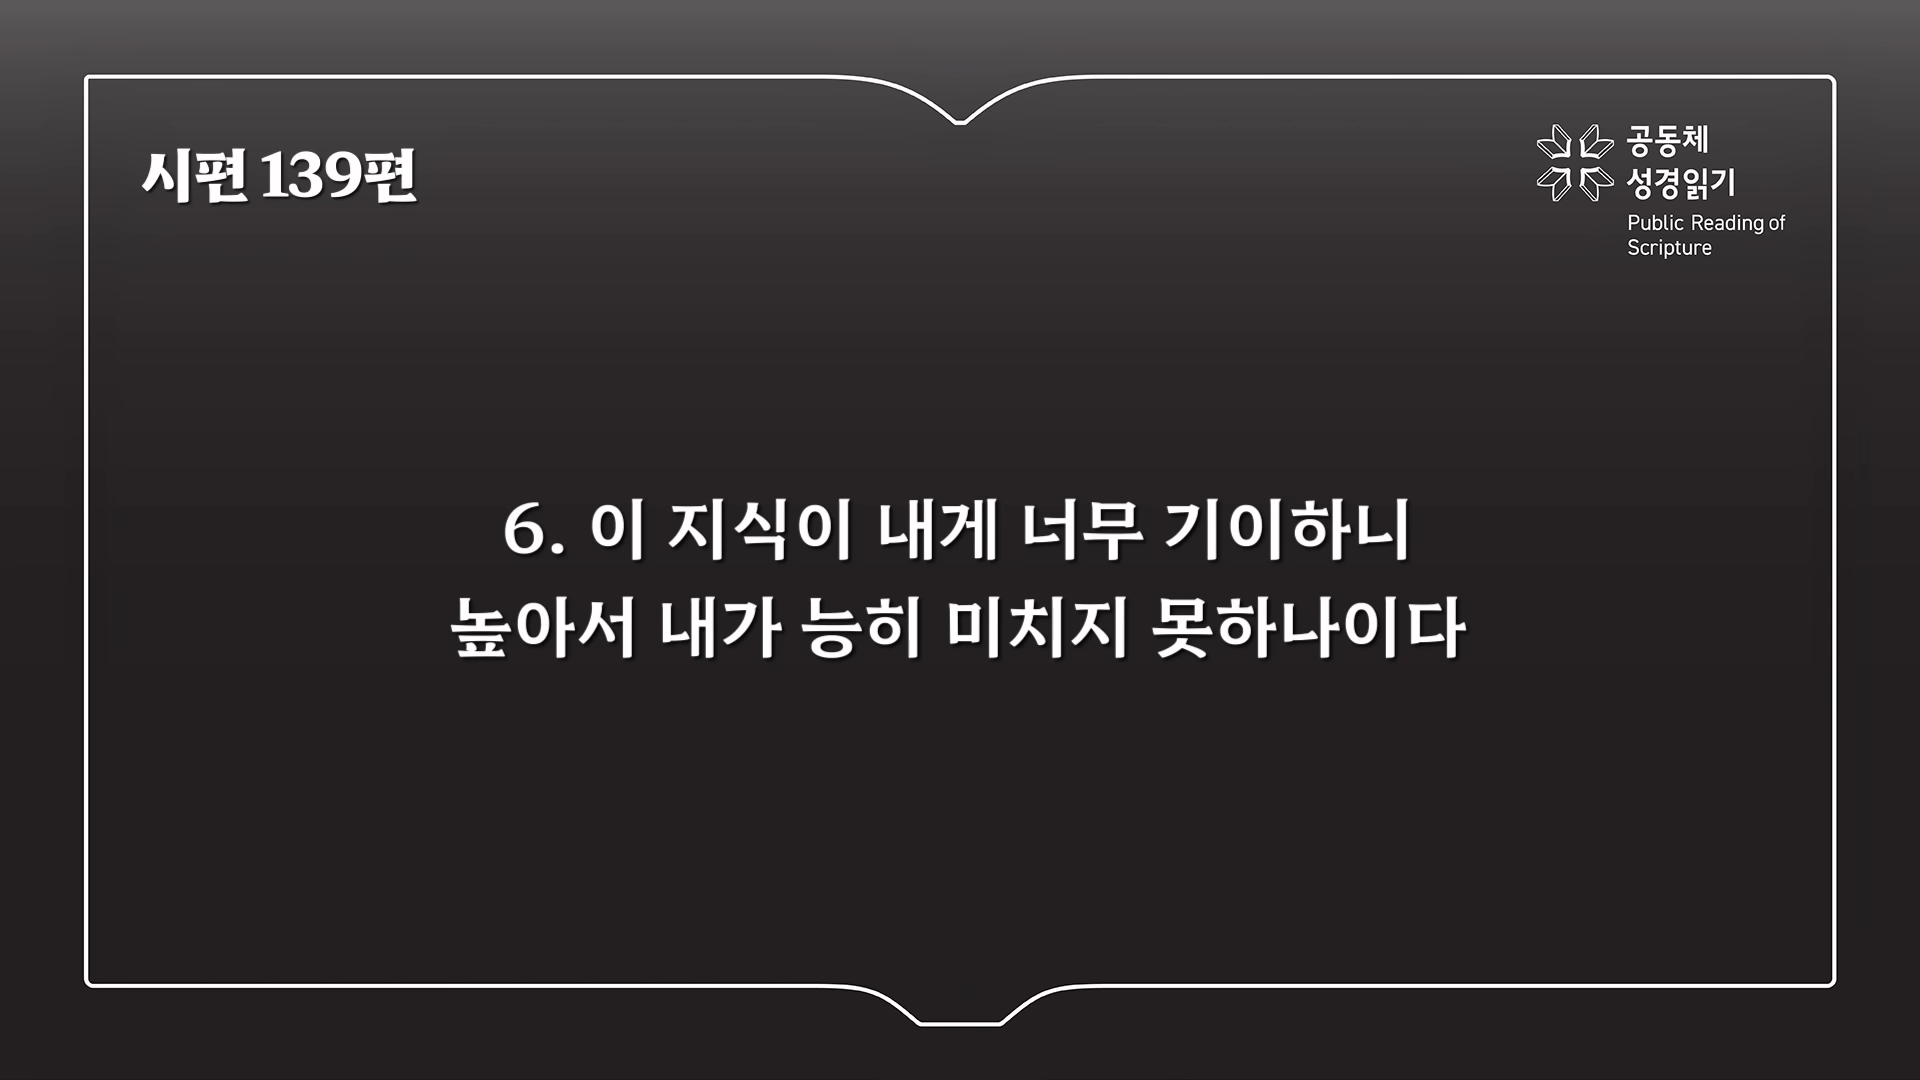 시편 139편
공동체
성경읽기
Public Reading of
Scripture
6. 이 지식이 내게 너무 기이하니
높아서 내가 능히 미치지 못하나이다